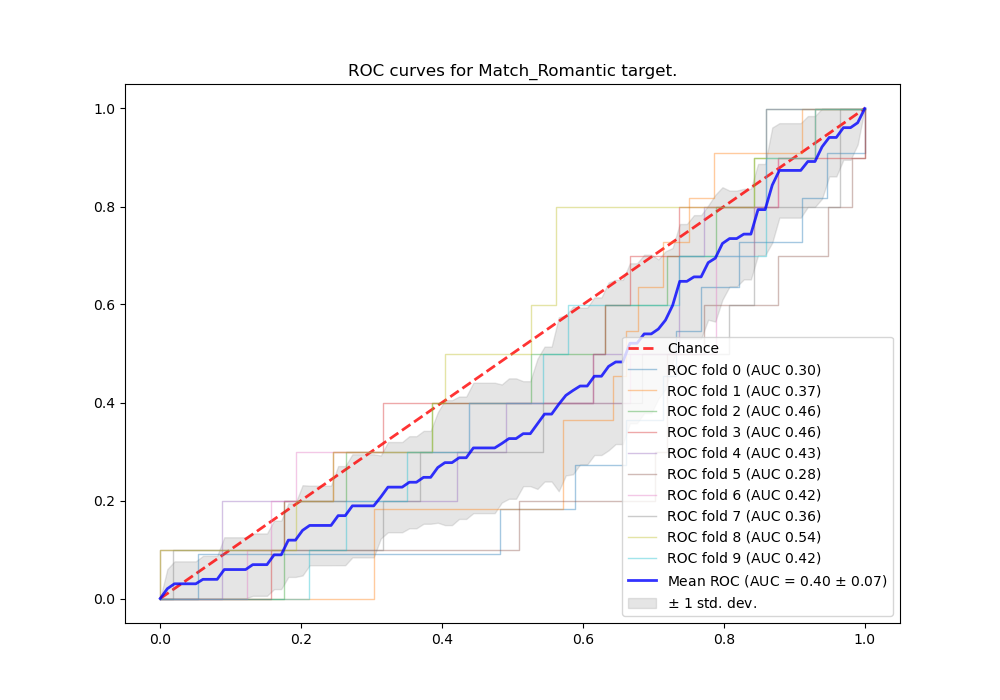 ROC curves for Match_Romantic target.
1.0
0.8
0.6
0.4
0.2
0.0
0.0 0.2 0.4 0.6 0.8 1.0
Chance
ROC fold 0 (AUC 0.30)
ROC fold 1 (AUC 0.37)
ROC fold 2 (AUC 0.46)
ROC fold 3 (AUC 0.46)
ROC fold 4 (AUC 0.43)
ROC fold 5 (AUC 0.28)
ROC fold 6 (AUC 0.42)
ROC fold 7 (AUC 0.36)
ROC fold 8 (AUC 0.54)
ROC fold 9 (AUC 0.42)
Mean ROC (AUC = 0.40 ± 0.07)
± 1 std. dev.